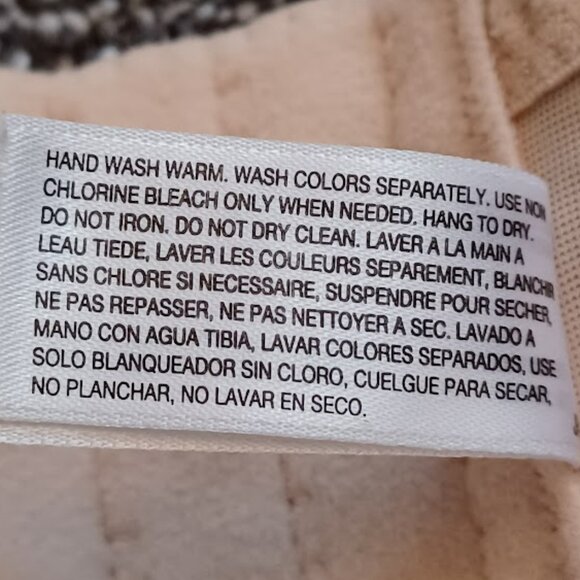 HAND WASH WARM. WASH COLORS SEPARATELY. USE NON
CHLORINE BLEACH ONLY WHEN NEEDED. HANG TO DRY.
DO NOT IRON. DO NOT DRY CLEAN. LAVER A LA MAIN A
LEAU TIEDE, LAVER LES COULEURS SEPAREMENT, BLANCHIR
SANS CHLORE SI NECESSAIRE, SUSPENDRE POUR SECHER,
NE PAS REPASSER, NE PAS NETTOYER A SEC. LAVADO A
MANO CON AGUA TIBIA, LAVAR COLORES SEPARADOS, USE
SOLO BLANQUEADOR SIN CLORO, CUELGUE PARA SECAR,
NO PLANCHAR, NO LAVAR EN SECO.